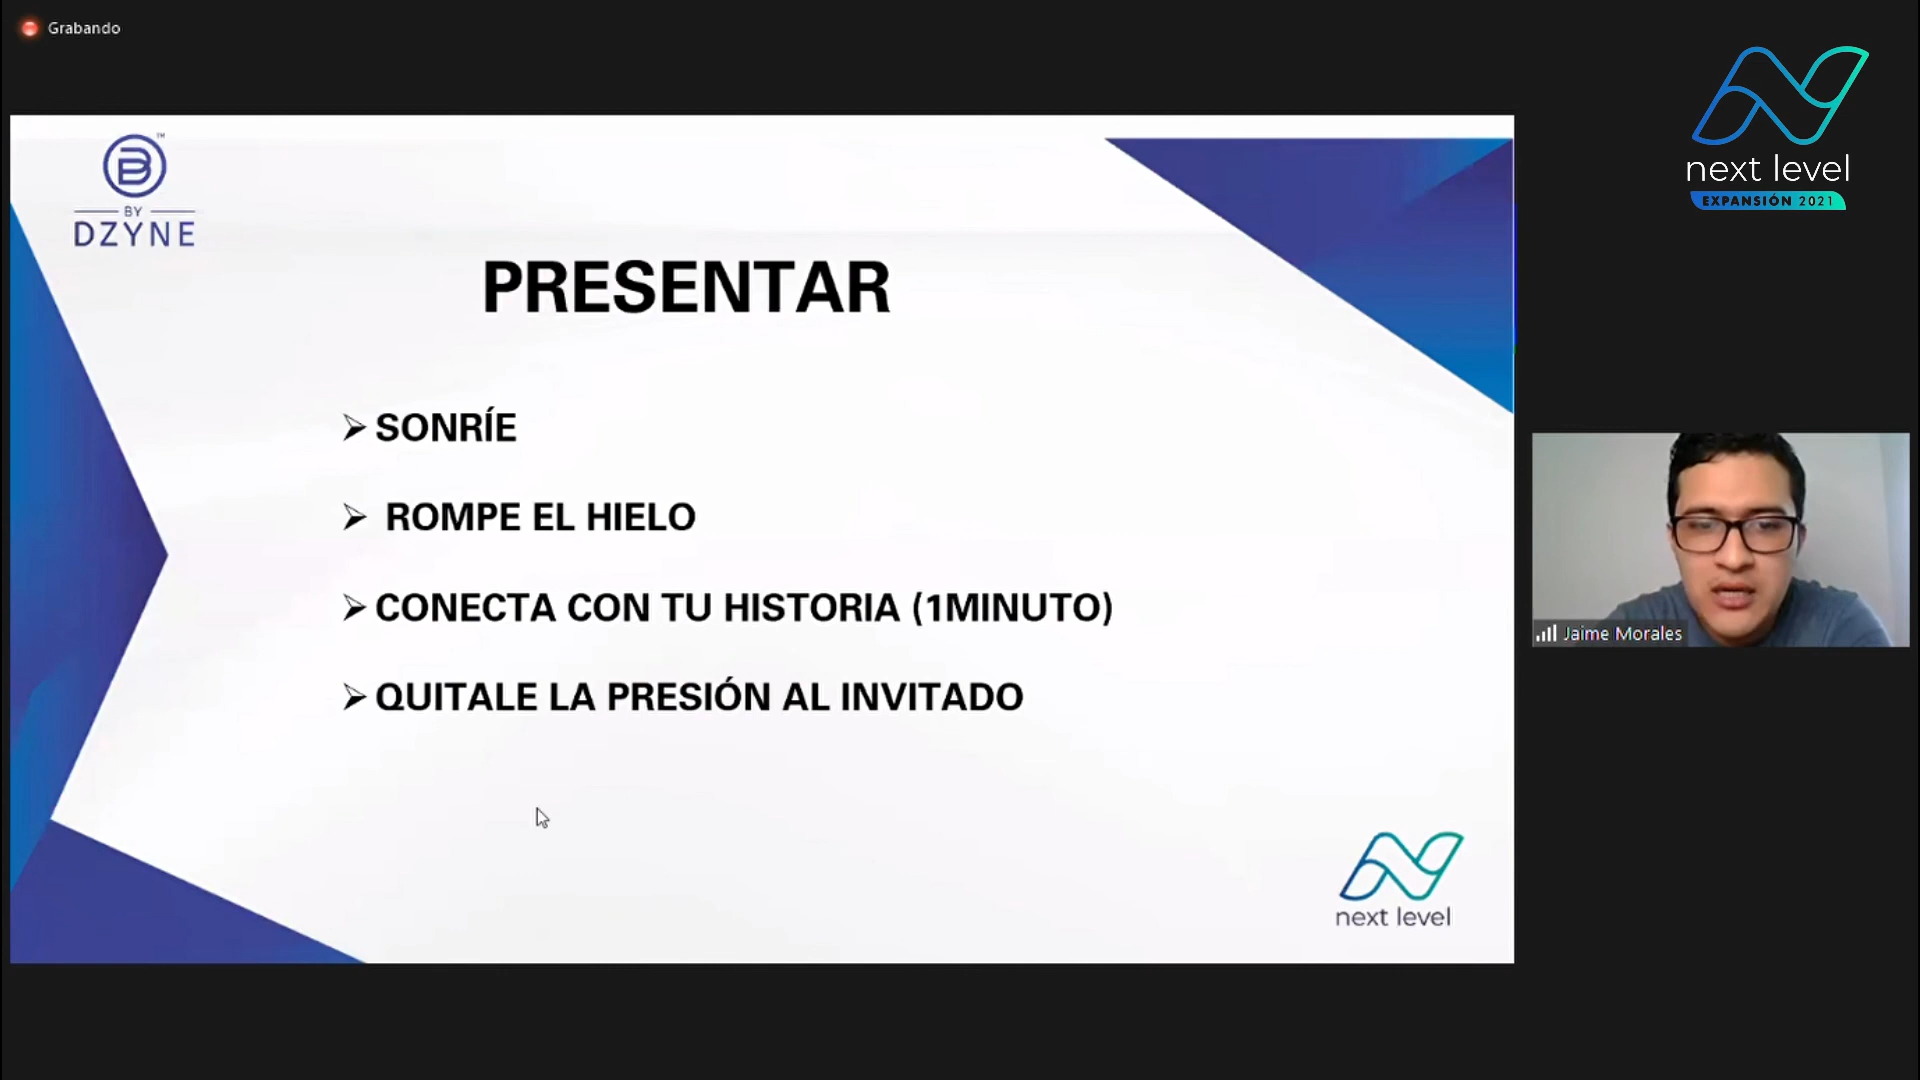 Grabando
next level
EXPANSIÓN 2021
B
TM
BY
DZYNE
PRESENTAR
➢ SONRÍE
➢ ROMPE EL HIELO
➢ CONECTA CON TU HISTORIA (1MINUTO)
➢ QUITALE LA PRESIÓN AL INVITADO
Jaime Morales
next level